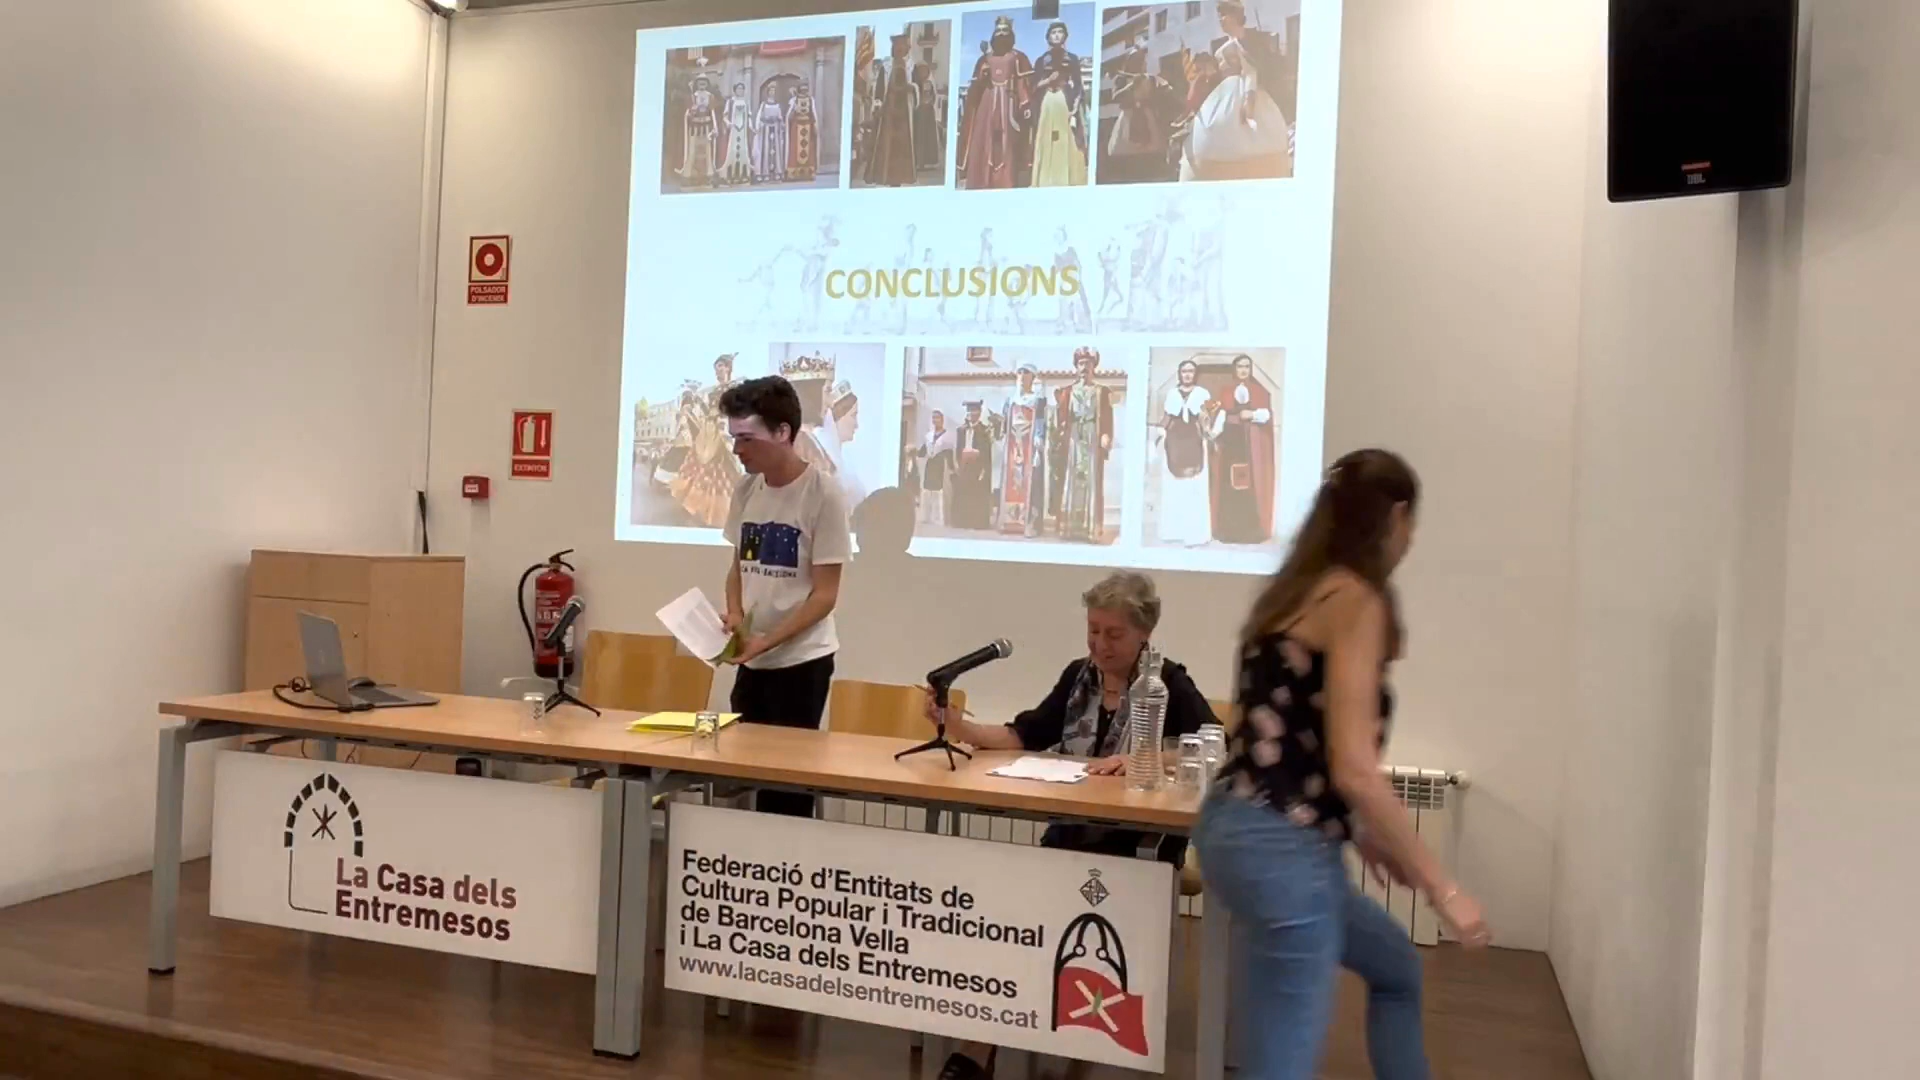 CONCLUSIONS
POLSADOR
D'INCENDI
EXTINTOR
JBL
La Casa dels
Entremesos
Federació d'Entitats de
Cultura Popular i Tradicional
de Barcelona Vella
i La Casa dels Entremesos
www.lacasadelsentremesos.cat